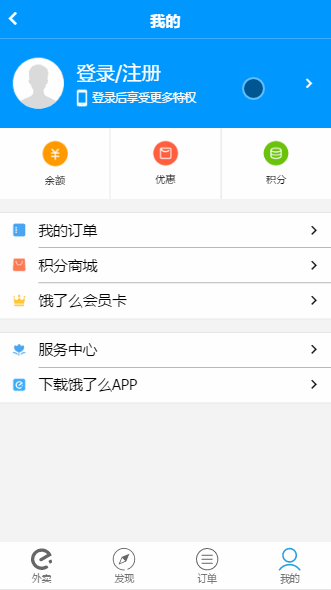 我的
登录/注册
登录后享受更多特权
余额
优惠
积分
我的订单
积分商城
饿了么会员卡
服务中心
下载饿了么APP
外卖
发现
订单
我的